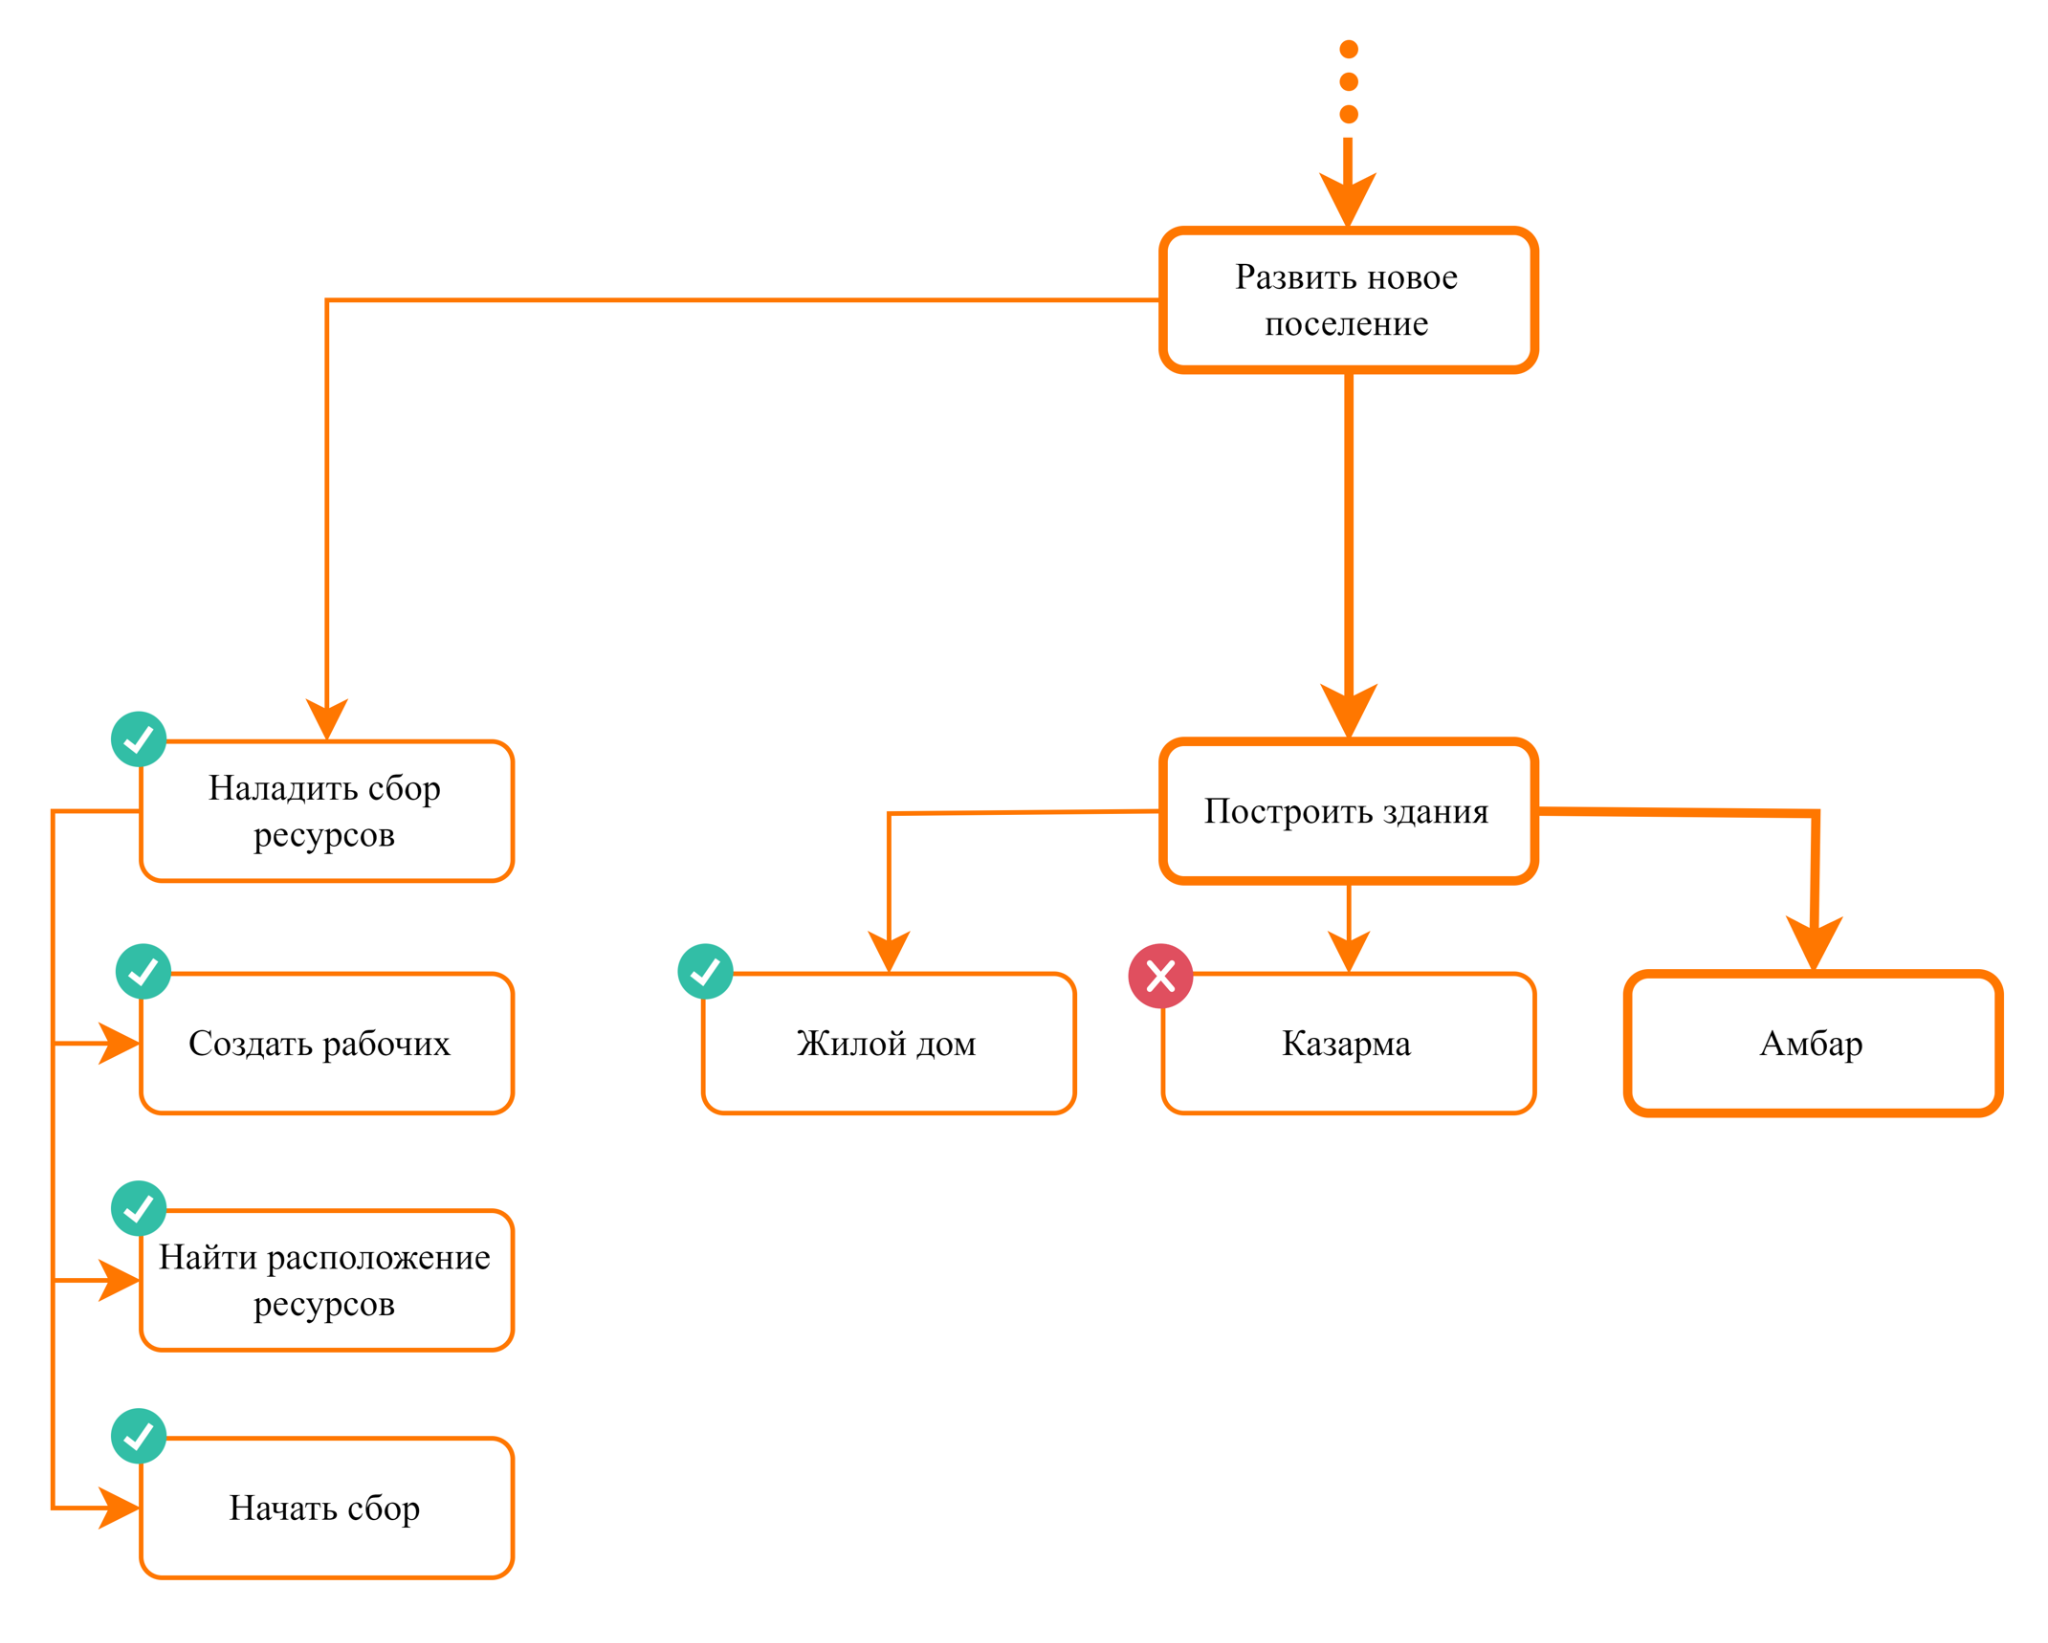 Развить новое
поселение
Наладить сбор
ресурсов
Построить здания
Создать рабочих
Жилой дом
Казарма
Амбар
Найти расположение
ресурсов
Начать сбор